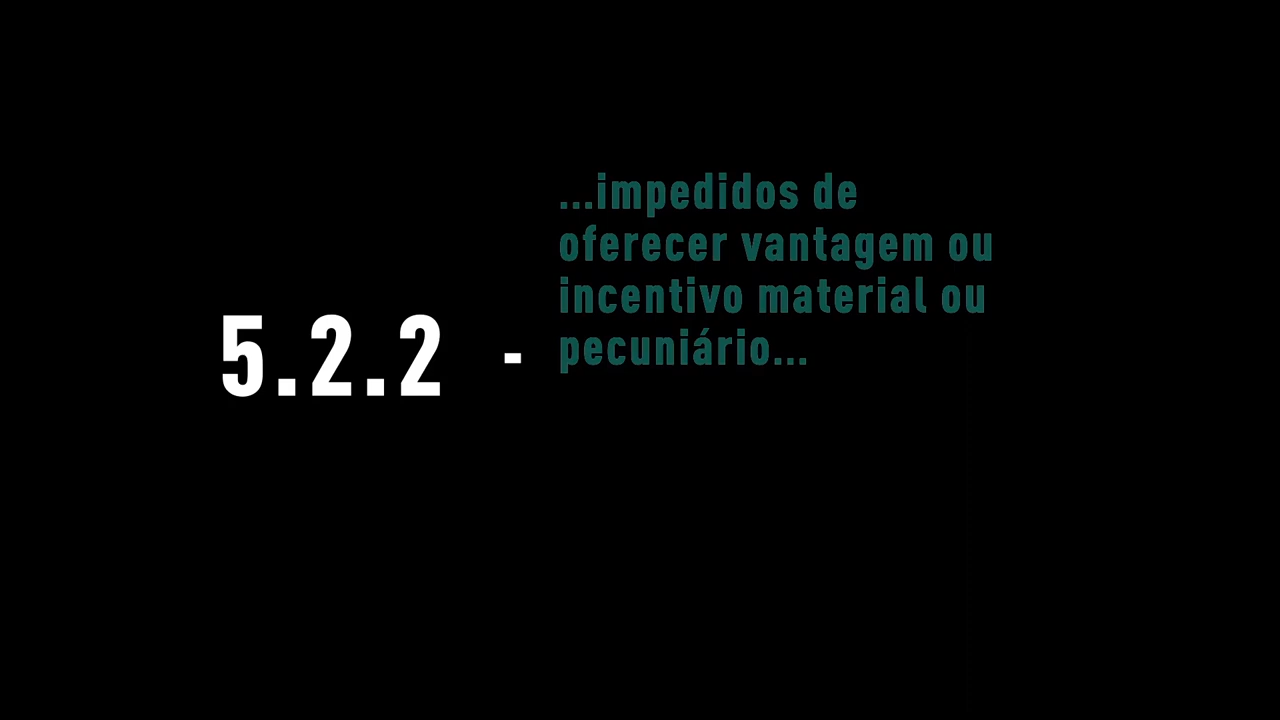 5.2.2 -
...impedidos de
oferecer vantagem ou
incentivo material ou
pecuniário...